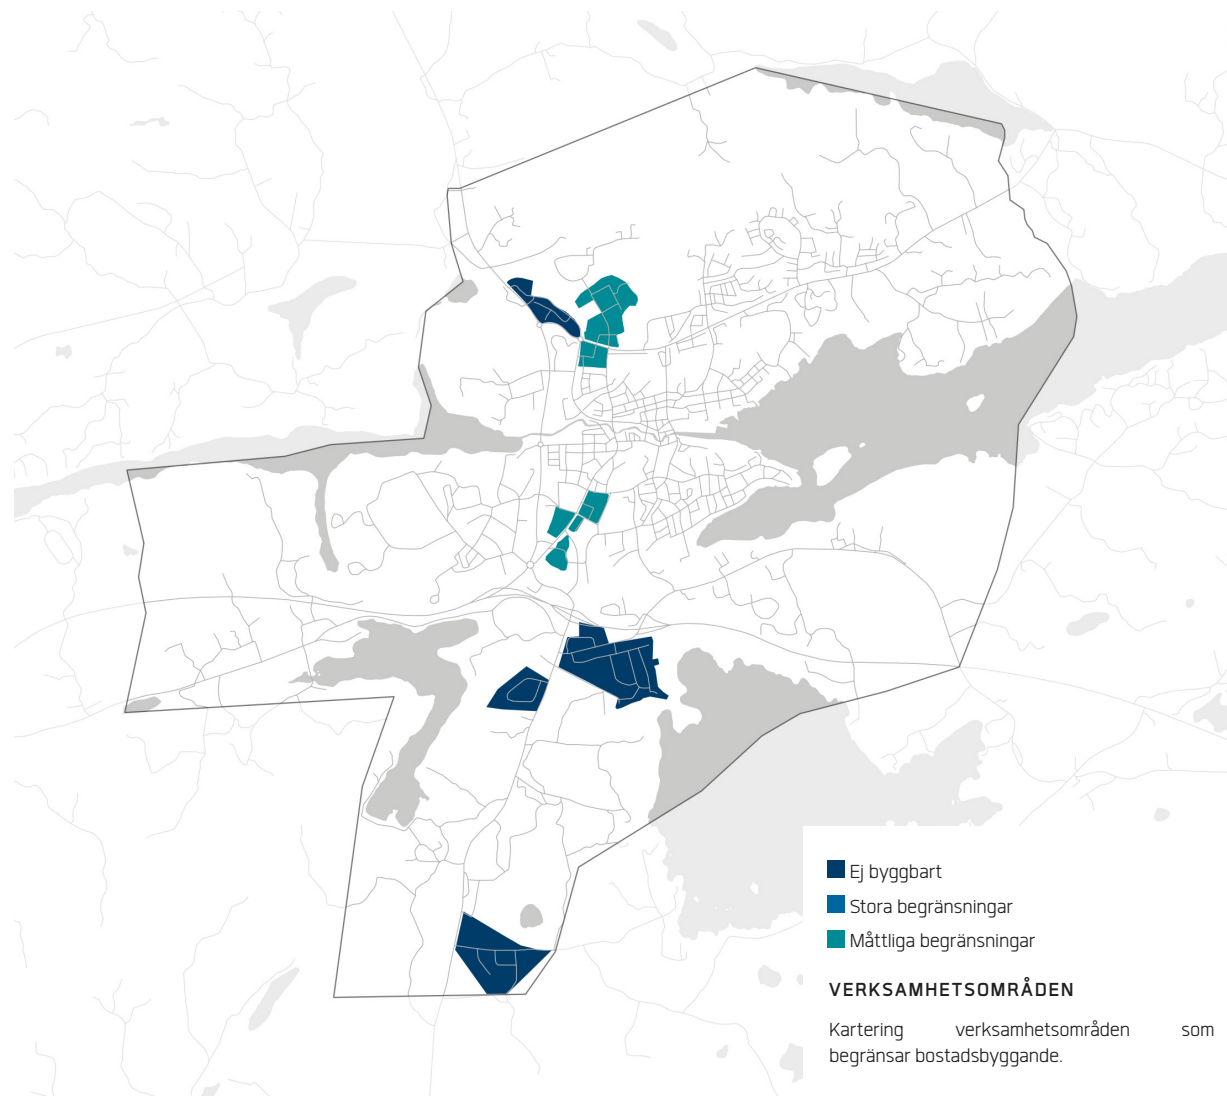 Ej byggbart
Stora begränsningar
Måttliga begränsningar
VERKSAMHETSOMRÅDEN
Kartering verksamhetsområden som
begränsar bostadsbyggande.